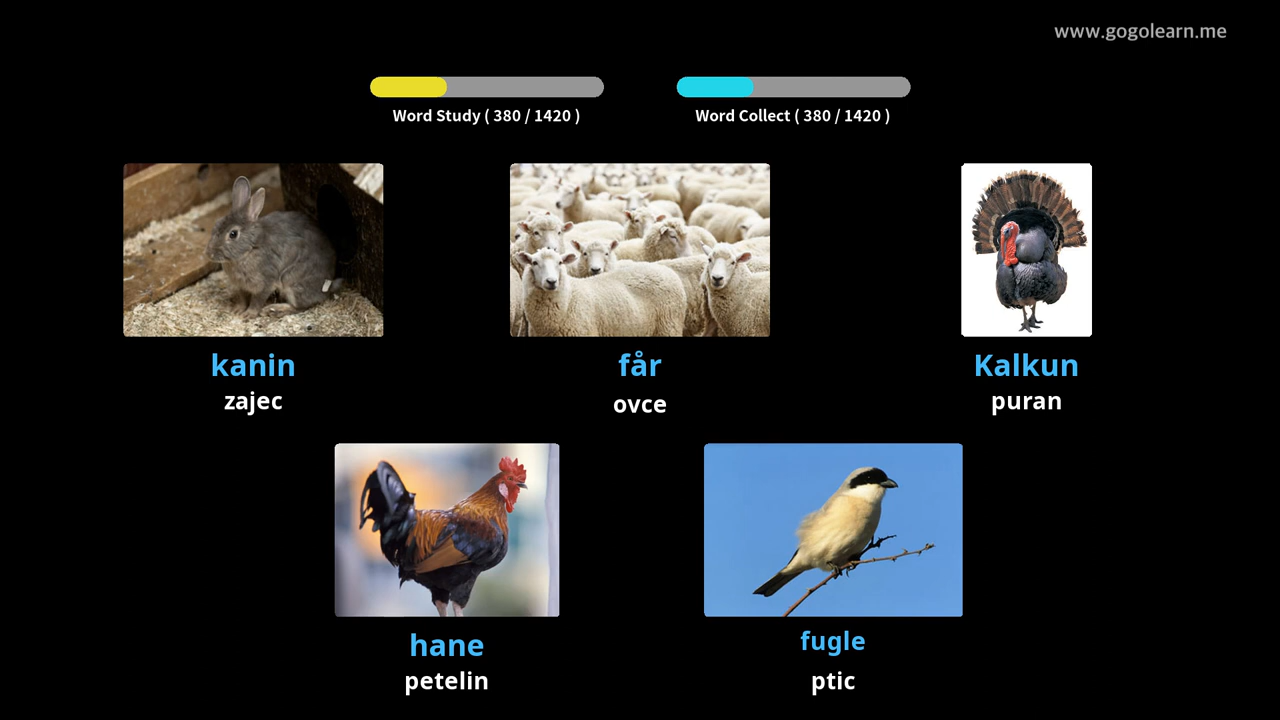 www.gogolearn.me
Word Study ( 380 / 1420 )
Word Collect ( 380 / 1420 )
kanin
zajec
får
ovce
Kalkun
puran
hane
petelin
fugle
ptic